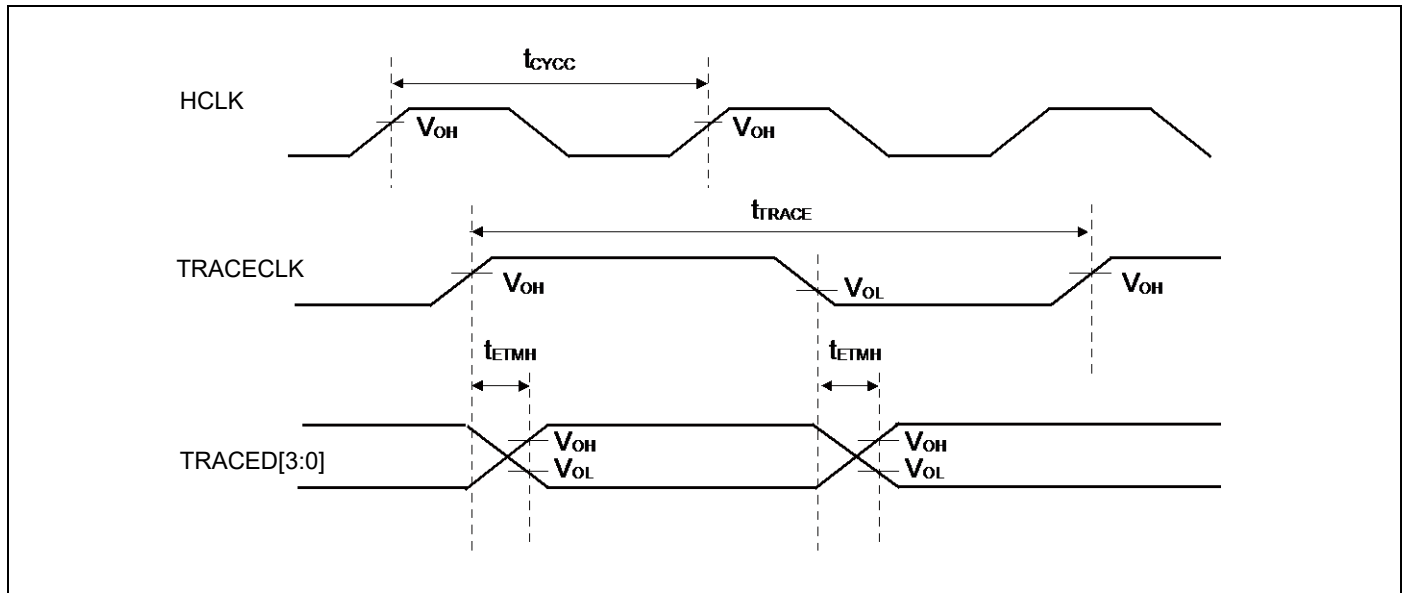 tCYCC
HCLK
VOH VOH
tTRACE
TRACECLK
VOH VOL VOH
tETMH tETMH
VOH VOH
TRACED[3:0]
VOL VOL